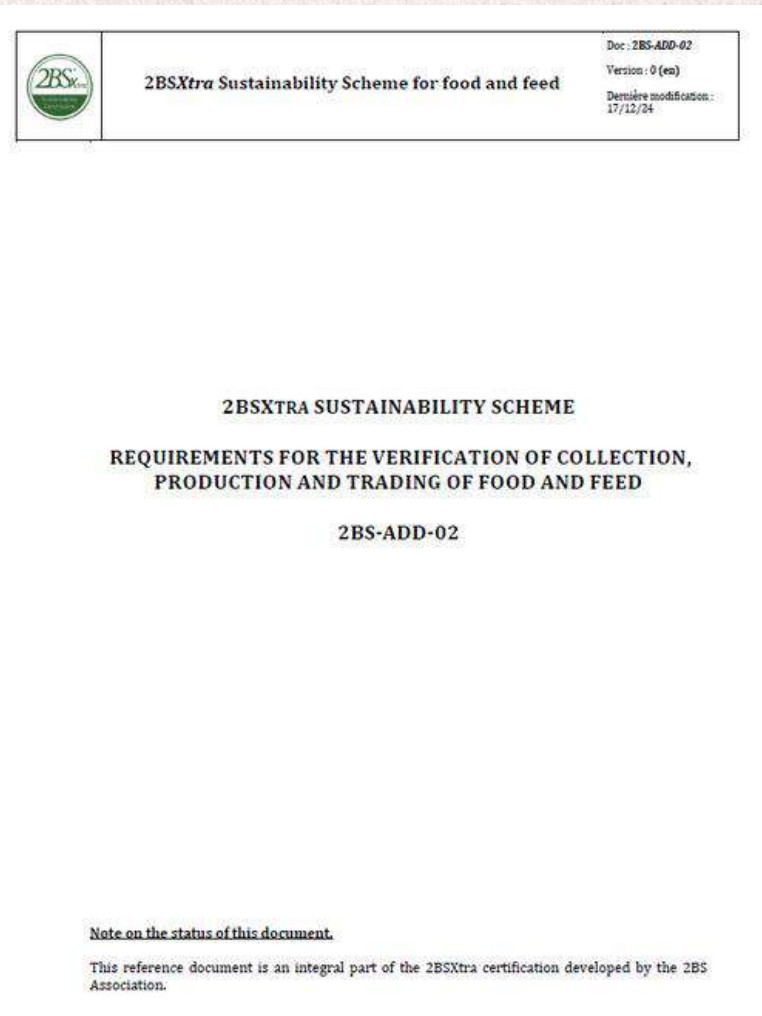 2BSXtra
2BSXtra Sustainability Scheme for food and feed
Doc : 2BS-ADD-02
Version : 0 (en)
Dernière modification :
17/12/24
2BSXTRA SUSTAINABILITY SCHEME
REQUIREMENTS FOR THE VERIFICATION OF COLLECTION,
PRODUCTION AND TRADING OF FOOD AND FEED
2BS-ADD-02
Note on the status of this document.
This reference document is an integral part of the 2BSXtra certification developed by the 2BS
Association.